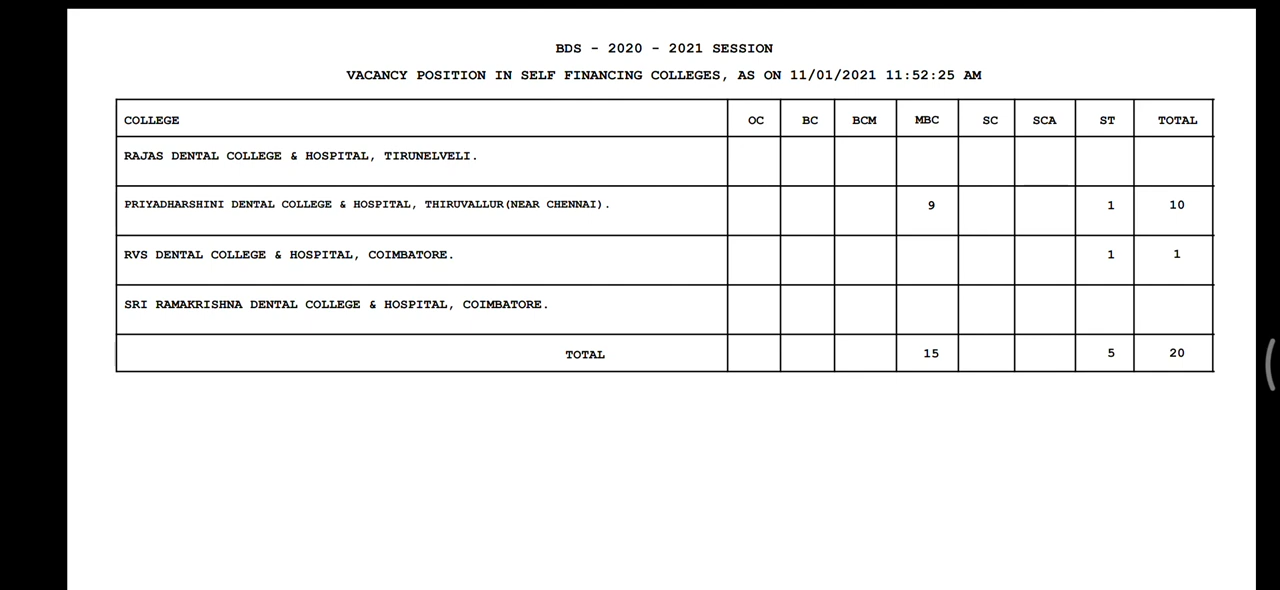 BDS - 2020 - 2021 SESSION
VACANCY POSITION IN SELF FINANCING COLLEGES, AS ON 11/01/2021 11:52:25 AM
COLLEGE OC BC BCM MBC SC SCA ST TOTAL
RAJAS DENTAL COLLEGE & HOSPITAL, TIRUNELVELI.
PRIYADHARSHINI DENTAL COLLEGE & HOSPITAL, THIRUVALLUR(NEAR CHENNAI). 9 1 10
RVS DENTAL COLLEGE & HOSPITAL, COIMBATORE. 1 1
SRI RAMAKRISHNA DENTAL COLLEGE & HOSPITAL, COIMBATORE.
TOTAL 15 5 20